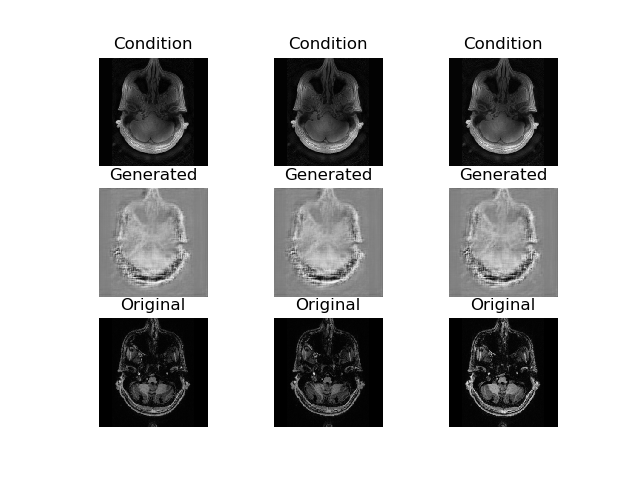 Condition Condition Condition
Generated Generated Generated
Original Original Original